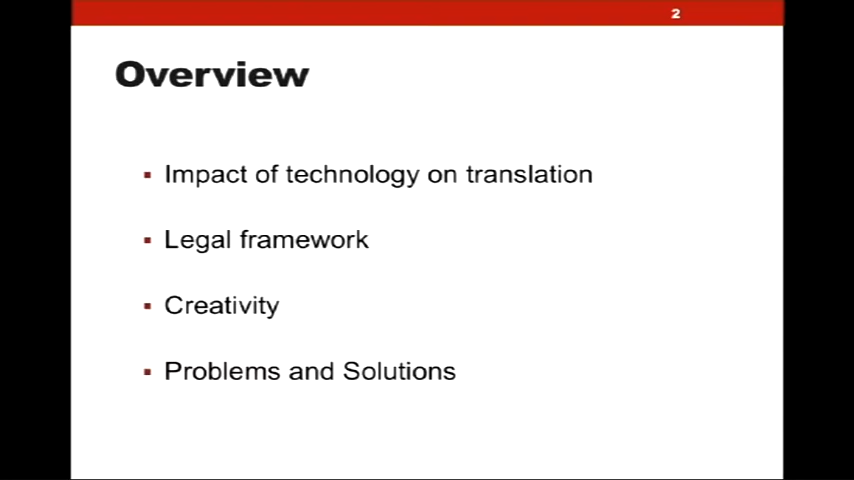 2
Overview
Impact of technology on translation
Legal framework
Creativity
Problems and Solutions